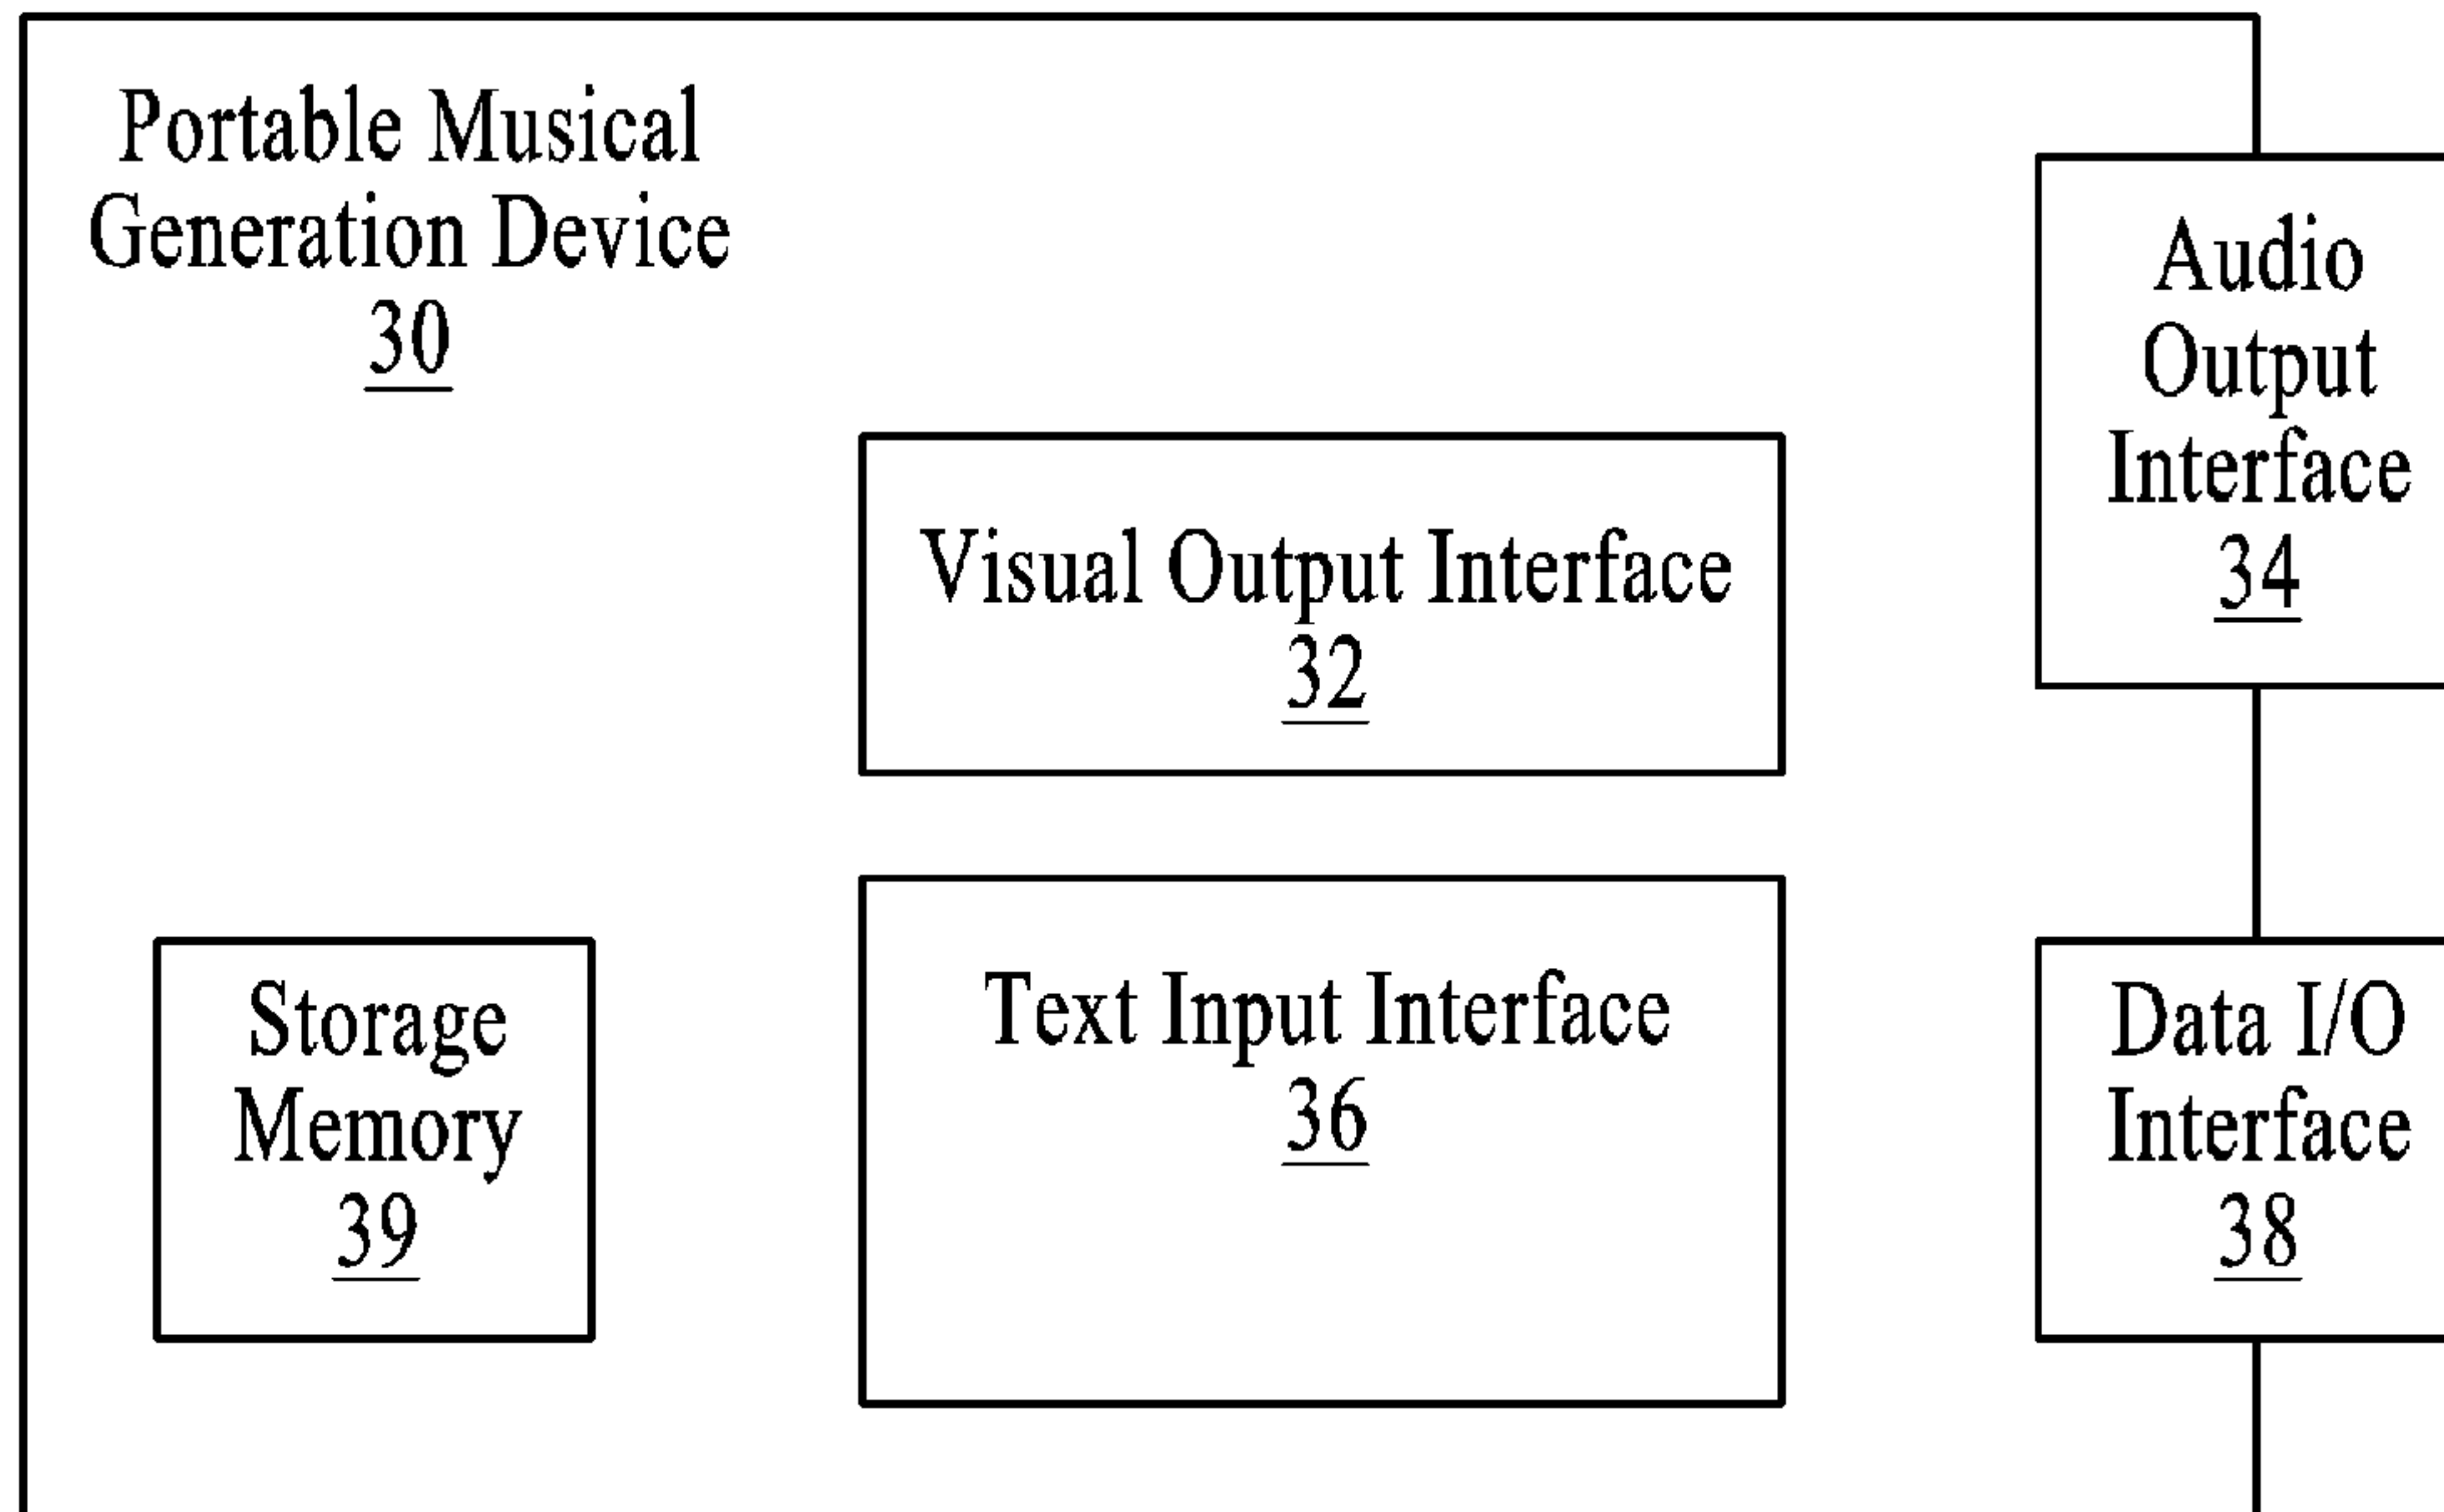 Portable Musical
Generation Device
30
Audio
Output
Interface
34
Visual Output Interface
32
Storage
Memory
39
Text Input Interface
36
Data I/O
Interface
38